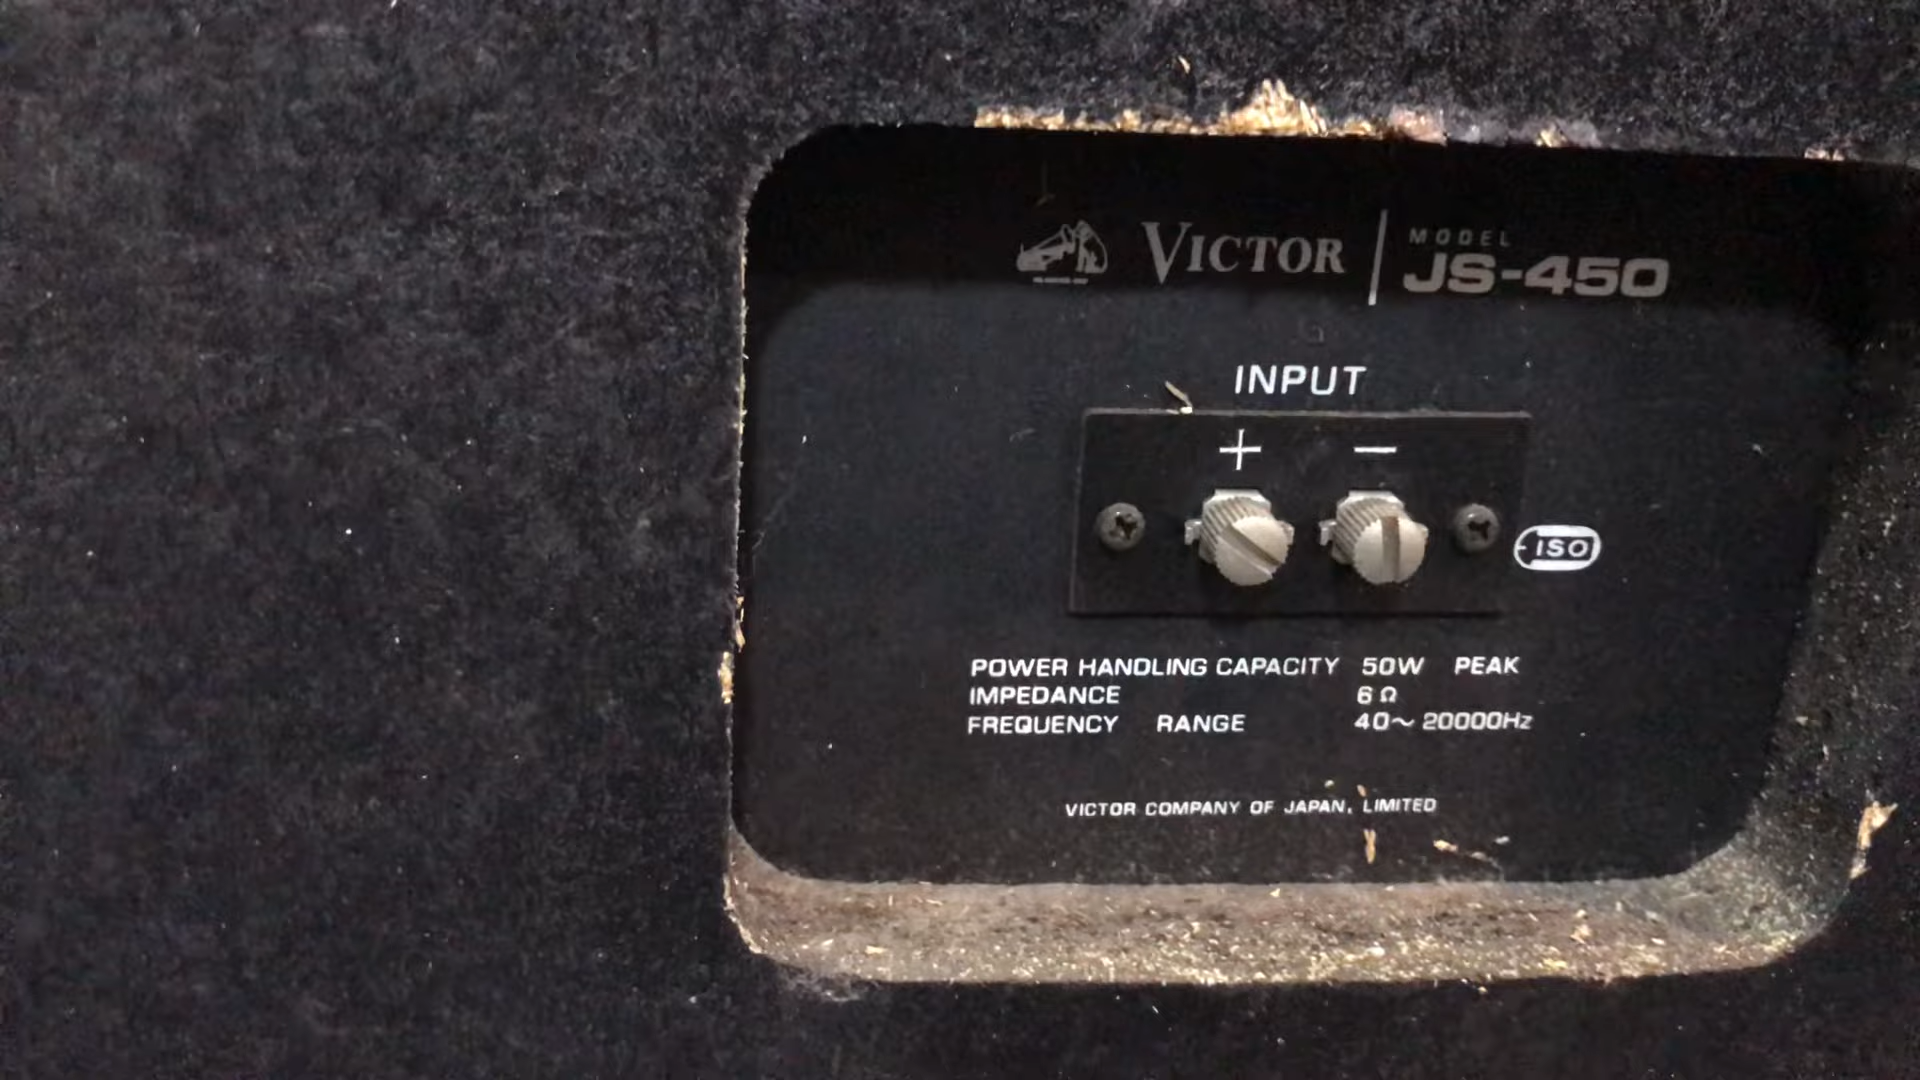 VICTOR
MODEL
JS-450
INPUT
+ −
ISO
POWER HANDLING CAPACITY 50W PEAK
IMPEDANCE 6Ω
FREQUENCY RANGE 40~20000Hz
VICTOR COMPANY OF JAPAN, LIMITED